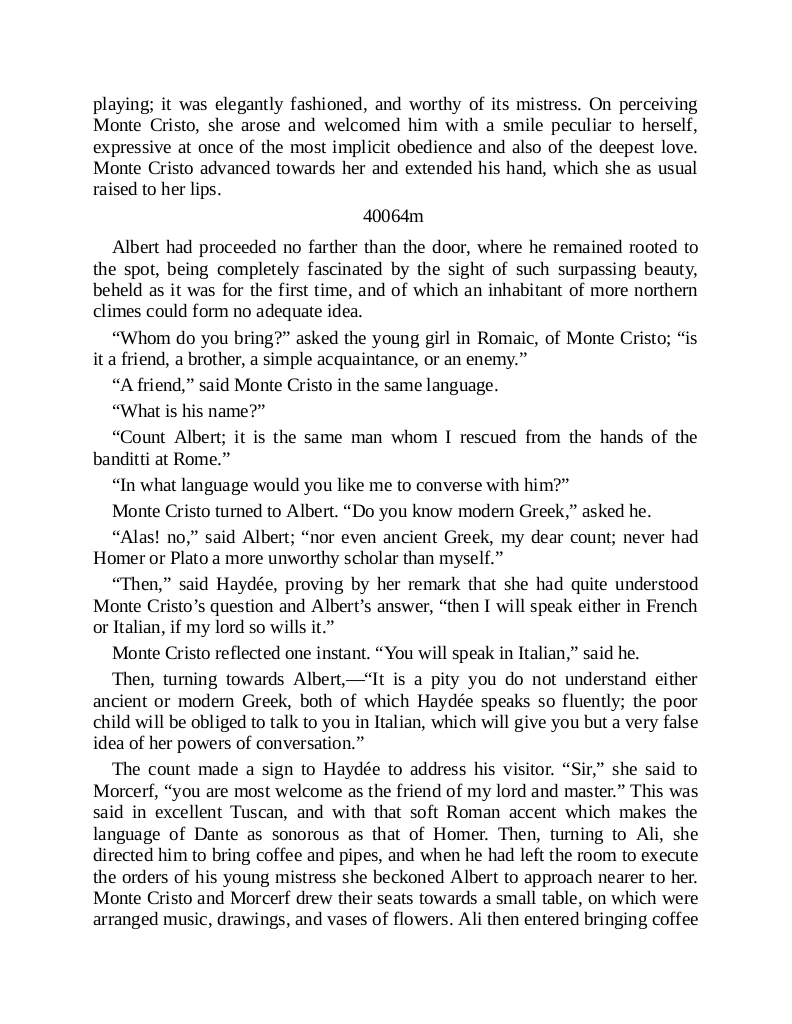 playing; it was elegantly fashioned, and worthy of its mistress. On perceiving
Monte Cristo, she arose and welcomed him with a smile peculiar to herself,
expressive at once of the most implicit obedience and also of the deepest love.
Monte Cristo advanced towards her and extended his hand, which she as usual
raised to her lips.
40064m
Albert had proceeded no farther than the door, where he remained rooted to
the spot, being completely fascinated by the sight of such surpassing beauty,
beheld as it was for the first time, and of which an inhabitant of more northern
climes could form no adequate idea.
“Whom do you bring?” asked the young girl in Romaic, of Monte Cristo; “is
it a friend, a brother, a simple acquaintance, or an enemy.”
“A friend,” said Monte Cristo in the same language.
“What is his name?”
“Count Albert; it is the same man whom I rescued from the hands of the
banditti at Rome.”
“In what language would you like me to converse with him?”
Monte Cristo turned to Albert. “Do you know modern Greek,” asked he.
“Alas! no,” said Albert; “nor even ancient Greek, my dear count; never had
Homer or Plato a more unworthy scholar than myself.”
“Then,” said Haydée, proving by her remark that she had quite understood
Monte Cristo’s question and Albert’s answer, “then I will speak either in French
or Italian, if my lord so wills it.”
Monte Cristo reflected one instant. “You will speak in Italian,” said he.
Then, turning towards Albert,—“It is a pity you do not understand either
ancient or modern Greek, both of which Haydée speaks so fluently; the poor
child will be obliged to talk to you in Italian, which will give you but a very false
idea of her powers of conversation.”
The count made a sign to Haydée to address his visitor. “Sir,” she said to
Morcerf, “you are most welcome as the friend of my lord and master.” This was
said in excellent Tuscan, and with that soft Roman accent which makes the
language of Dante as sonorous as that of Homer. Then, turning to Ali, she
directed him to bring coffee and pipes, and when he had left the room to execute
the orders of his young mistress she beckoned Albert to approach nearer to her.
Monte Cristo and Morcerf drew their seats towards a small table, on which were
arranged music, drawings, and vases of flowers. Ali then entered bringing coffee